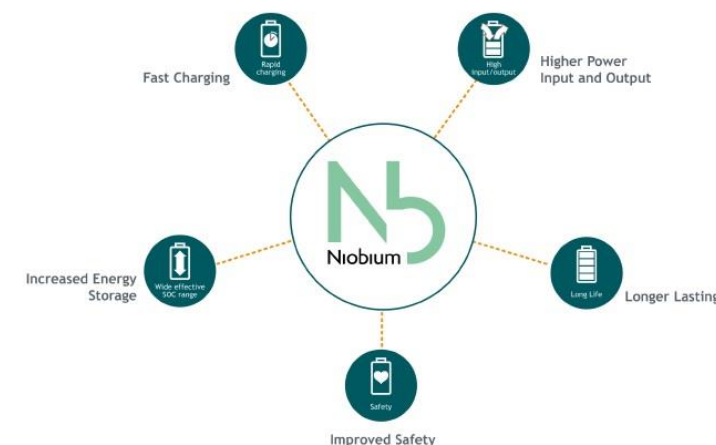 Rapid
charging
Fast Charging
High
Input/output
Higher Power
Input and Output
Nb
Niobium
Wide effective
SOC range
Increased Energy
Storage
Long Life
Longer Lasting
Safety
Improved Safety